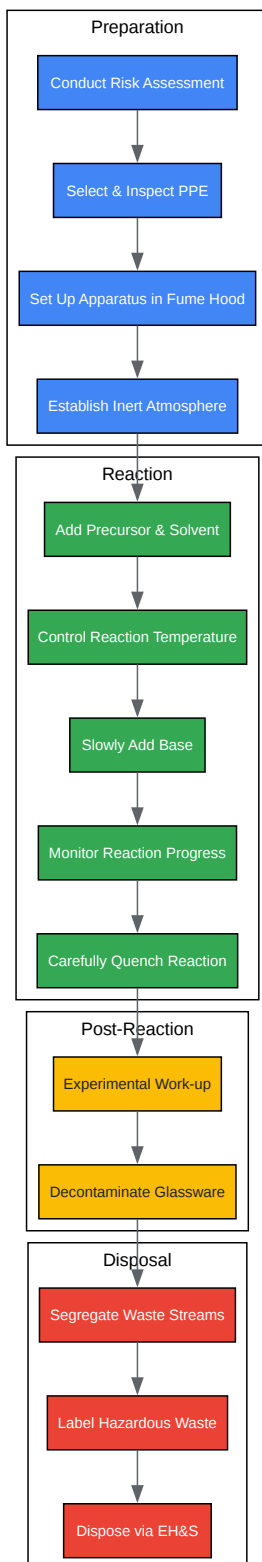 Preparation
Conduct Risk Assessment
Select & Inspect PPE
Set Up Apparatus in Fume Hood
Establish Inert Atmosphere
Reaction
Add Precursor & Solvent
Control Reaction Temperature
Slowly Add Base
Monitor Reaction Progress
Carefully Quench Reaction
Post-Reaction
Experimental Work-up
Decontaminate Glassware
Disposal
Segregate Waste Streams
Label Hazardous Waste
Dispose via EH&S